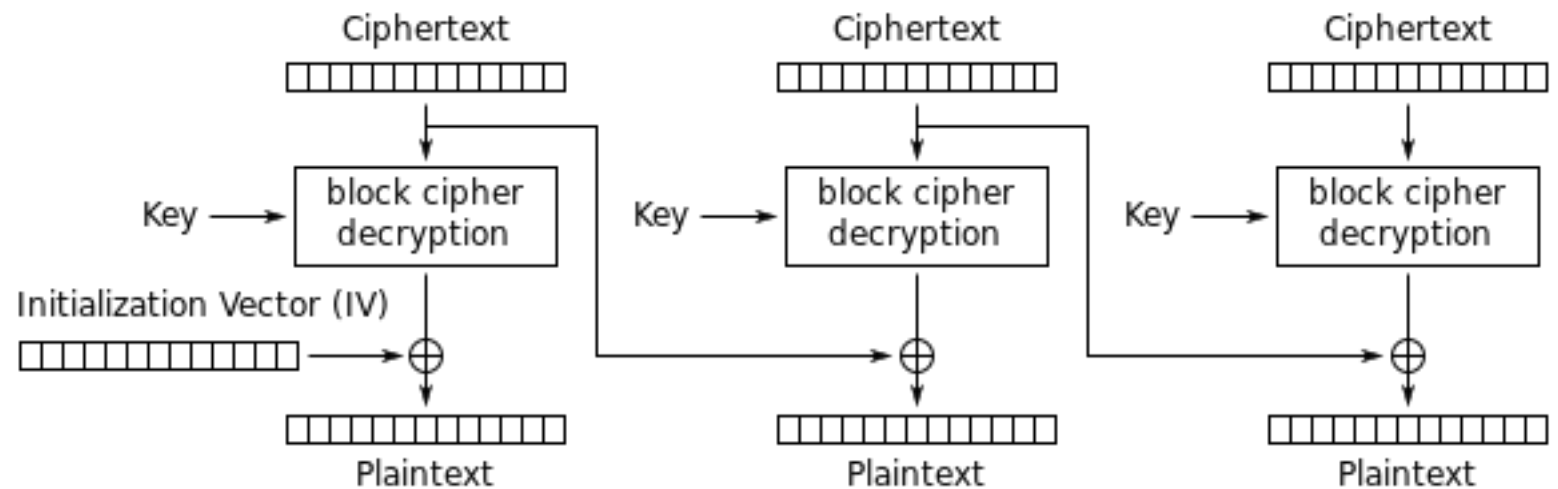 Ciphertext
Ciphertext
Ciphertext
block cipher
decryption
block cipher
decryption
block cipher
decryption
Key
Key
Key
Initialization Vector (IV)
Plaintext
Plaintext
Plaintext